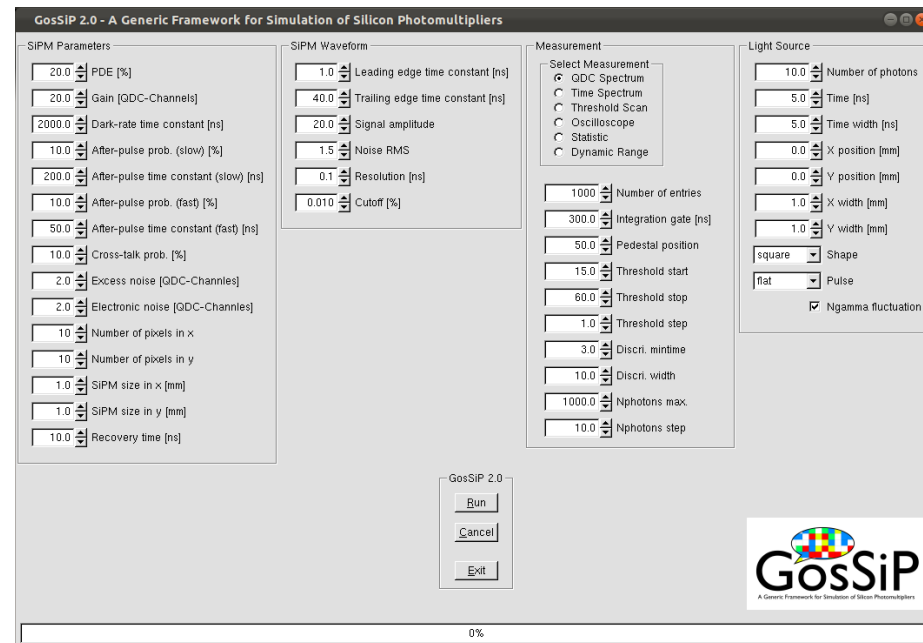 GosSiP 2.0 - A Generic Framework for Simulation of Silicon Photomultipliers
SiPM Parameters
20.0 PDE [%]
20.0 Gain [QDC-Channels]
2000.0 Dark-rate time constant [ns]
10.0 After-pulse prob. (slow) [%]
200.0 After-pulse time constant (slow) [ns]
10.0 After-pulse prob. (fast) [%]
50.0 After-pulse time constant (fast) [ns]
10.0 Cross-talk prob. [%]
2.0 Excess noise [QDC-Channles]
2.0 Electronic noise [QDC-Channles]
10 Number of pixels in x
10 Number of pixels in y
1.0 SiPM size in x [mm]
1.0 SiPM size in y [mm]
10.0 Recovery time [ns]
SiPM Waveform
1.0 Leading edge time constant [ns]
40.0 Trailing edge time constant [ns]
20.0 Signal amplitude
1.5 Noise RMS
0.1 Resolution [ns]
0.010 Cutoff [%]
Measurement
Select Measurement
QDC Spectrum
Time Spectrum
Threshold Scan
Oscilloscope
Statistic
Dynamic Range
1000 Number of entries
300.0 Integration gate [ns]
50.0 Pedestal position
15.0 Threshold start
60.0 Threshold stop
1.0 Threshold step
3.0 Discri. mintime
10.0 Discri. width
1000.0 Nphotons max.
10.0 Nphotons step
Light Source
10.0 Number of photons
5.0 Time [ns]
5.0 Time width [ns]
0.0 X position [mm]
0.0 Y position [mm]
1.0 X width [mm]
1.0 Y width [mm]
square Shape
flat Pulse
Ngamma fluctuation
GosSiP 2.0
Run
Cancel
Exit
GosSiP
A Generic Framework for Simulation of Silicon Photomultipliers
0%